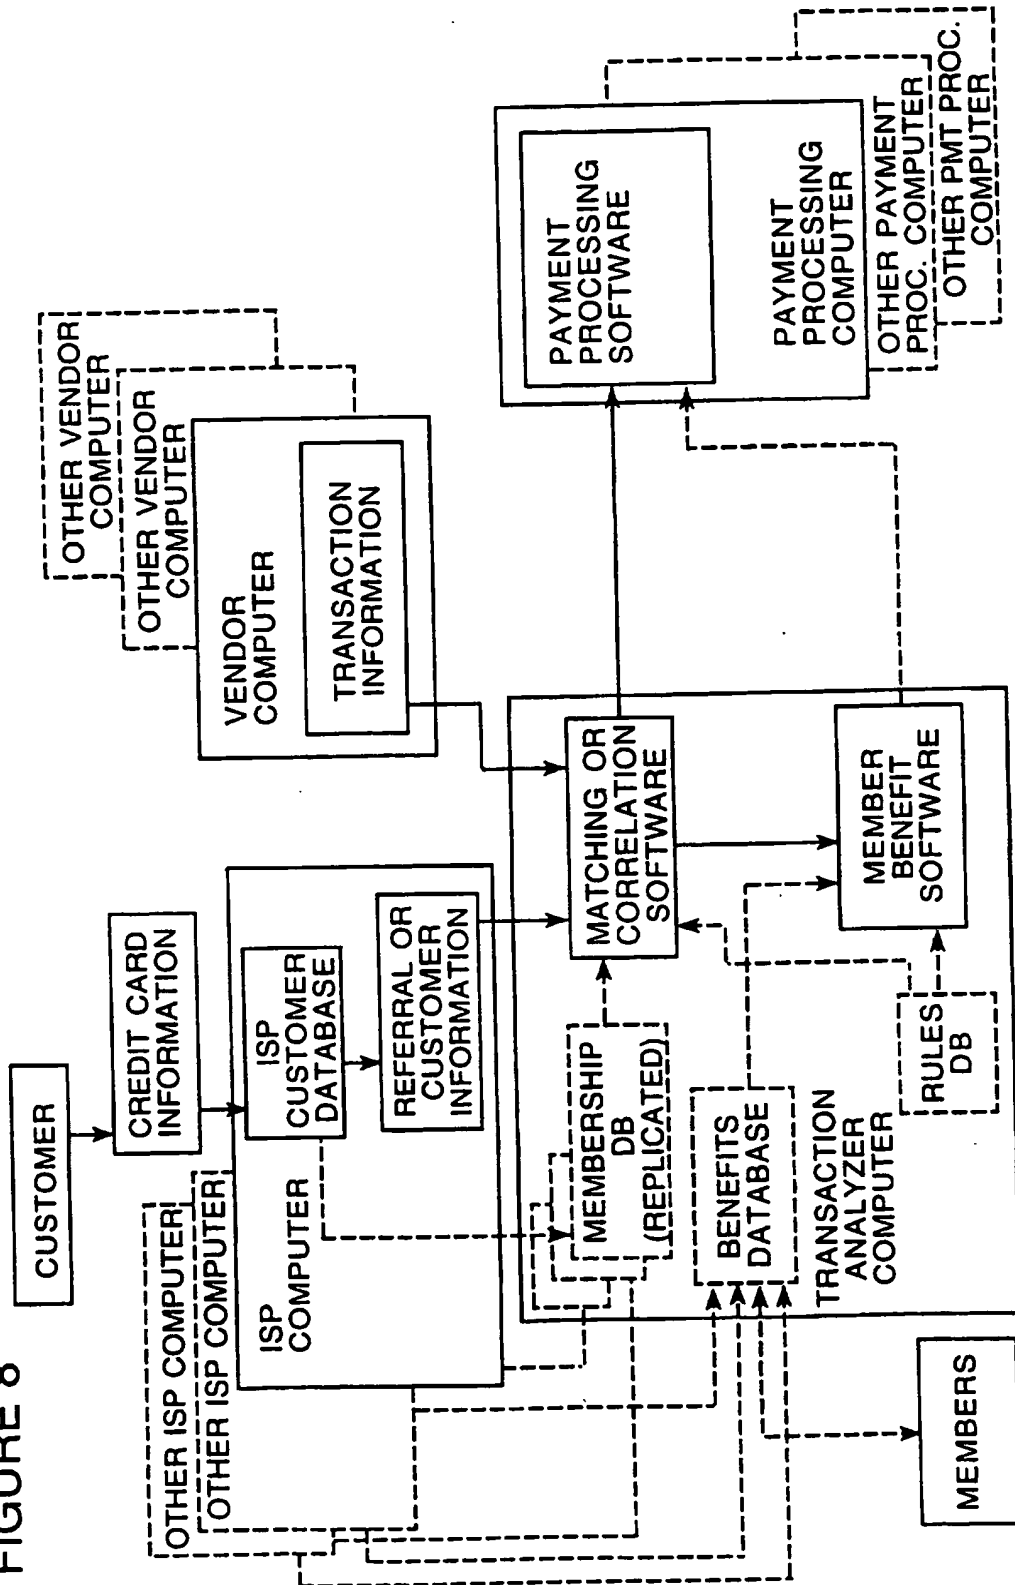 FIGURE 8
CUSTOMER
CREDIT CARD
INFORMATION
OTHER ISP COMPUTER
OTHER ISP COMPUTER
ISP
COMPUTER
ISP
CUSTOMER
DATABASE
REFERRAL OR
CUSTOMER
INFORMATION
OTHER VENDOR
COMPUTER
OTHER VENDOR
COMPUTER
VENDOR
COMPUTER
TRANSACTION
INFORMATION
MEMBERSHIP
DB
(REPLICATED)
MATCHING OR
CORRELATION
SOFTWARE
BENEFITS
DATABASE
MEMBER
BENEFIT
SOFTWARE
RULES
DB
TRANSACTION
ANALYZER
COMPUTER
MEMBERS
PAYMENT
PROCESSING
SOFTWARE
PAYMENT
PROCESSING
COMPUTER
OTHER PAYMENT
PROC. COMPUTER
OTHER PMT PROC.
COMPUTER